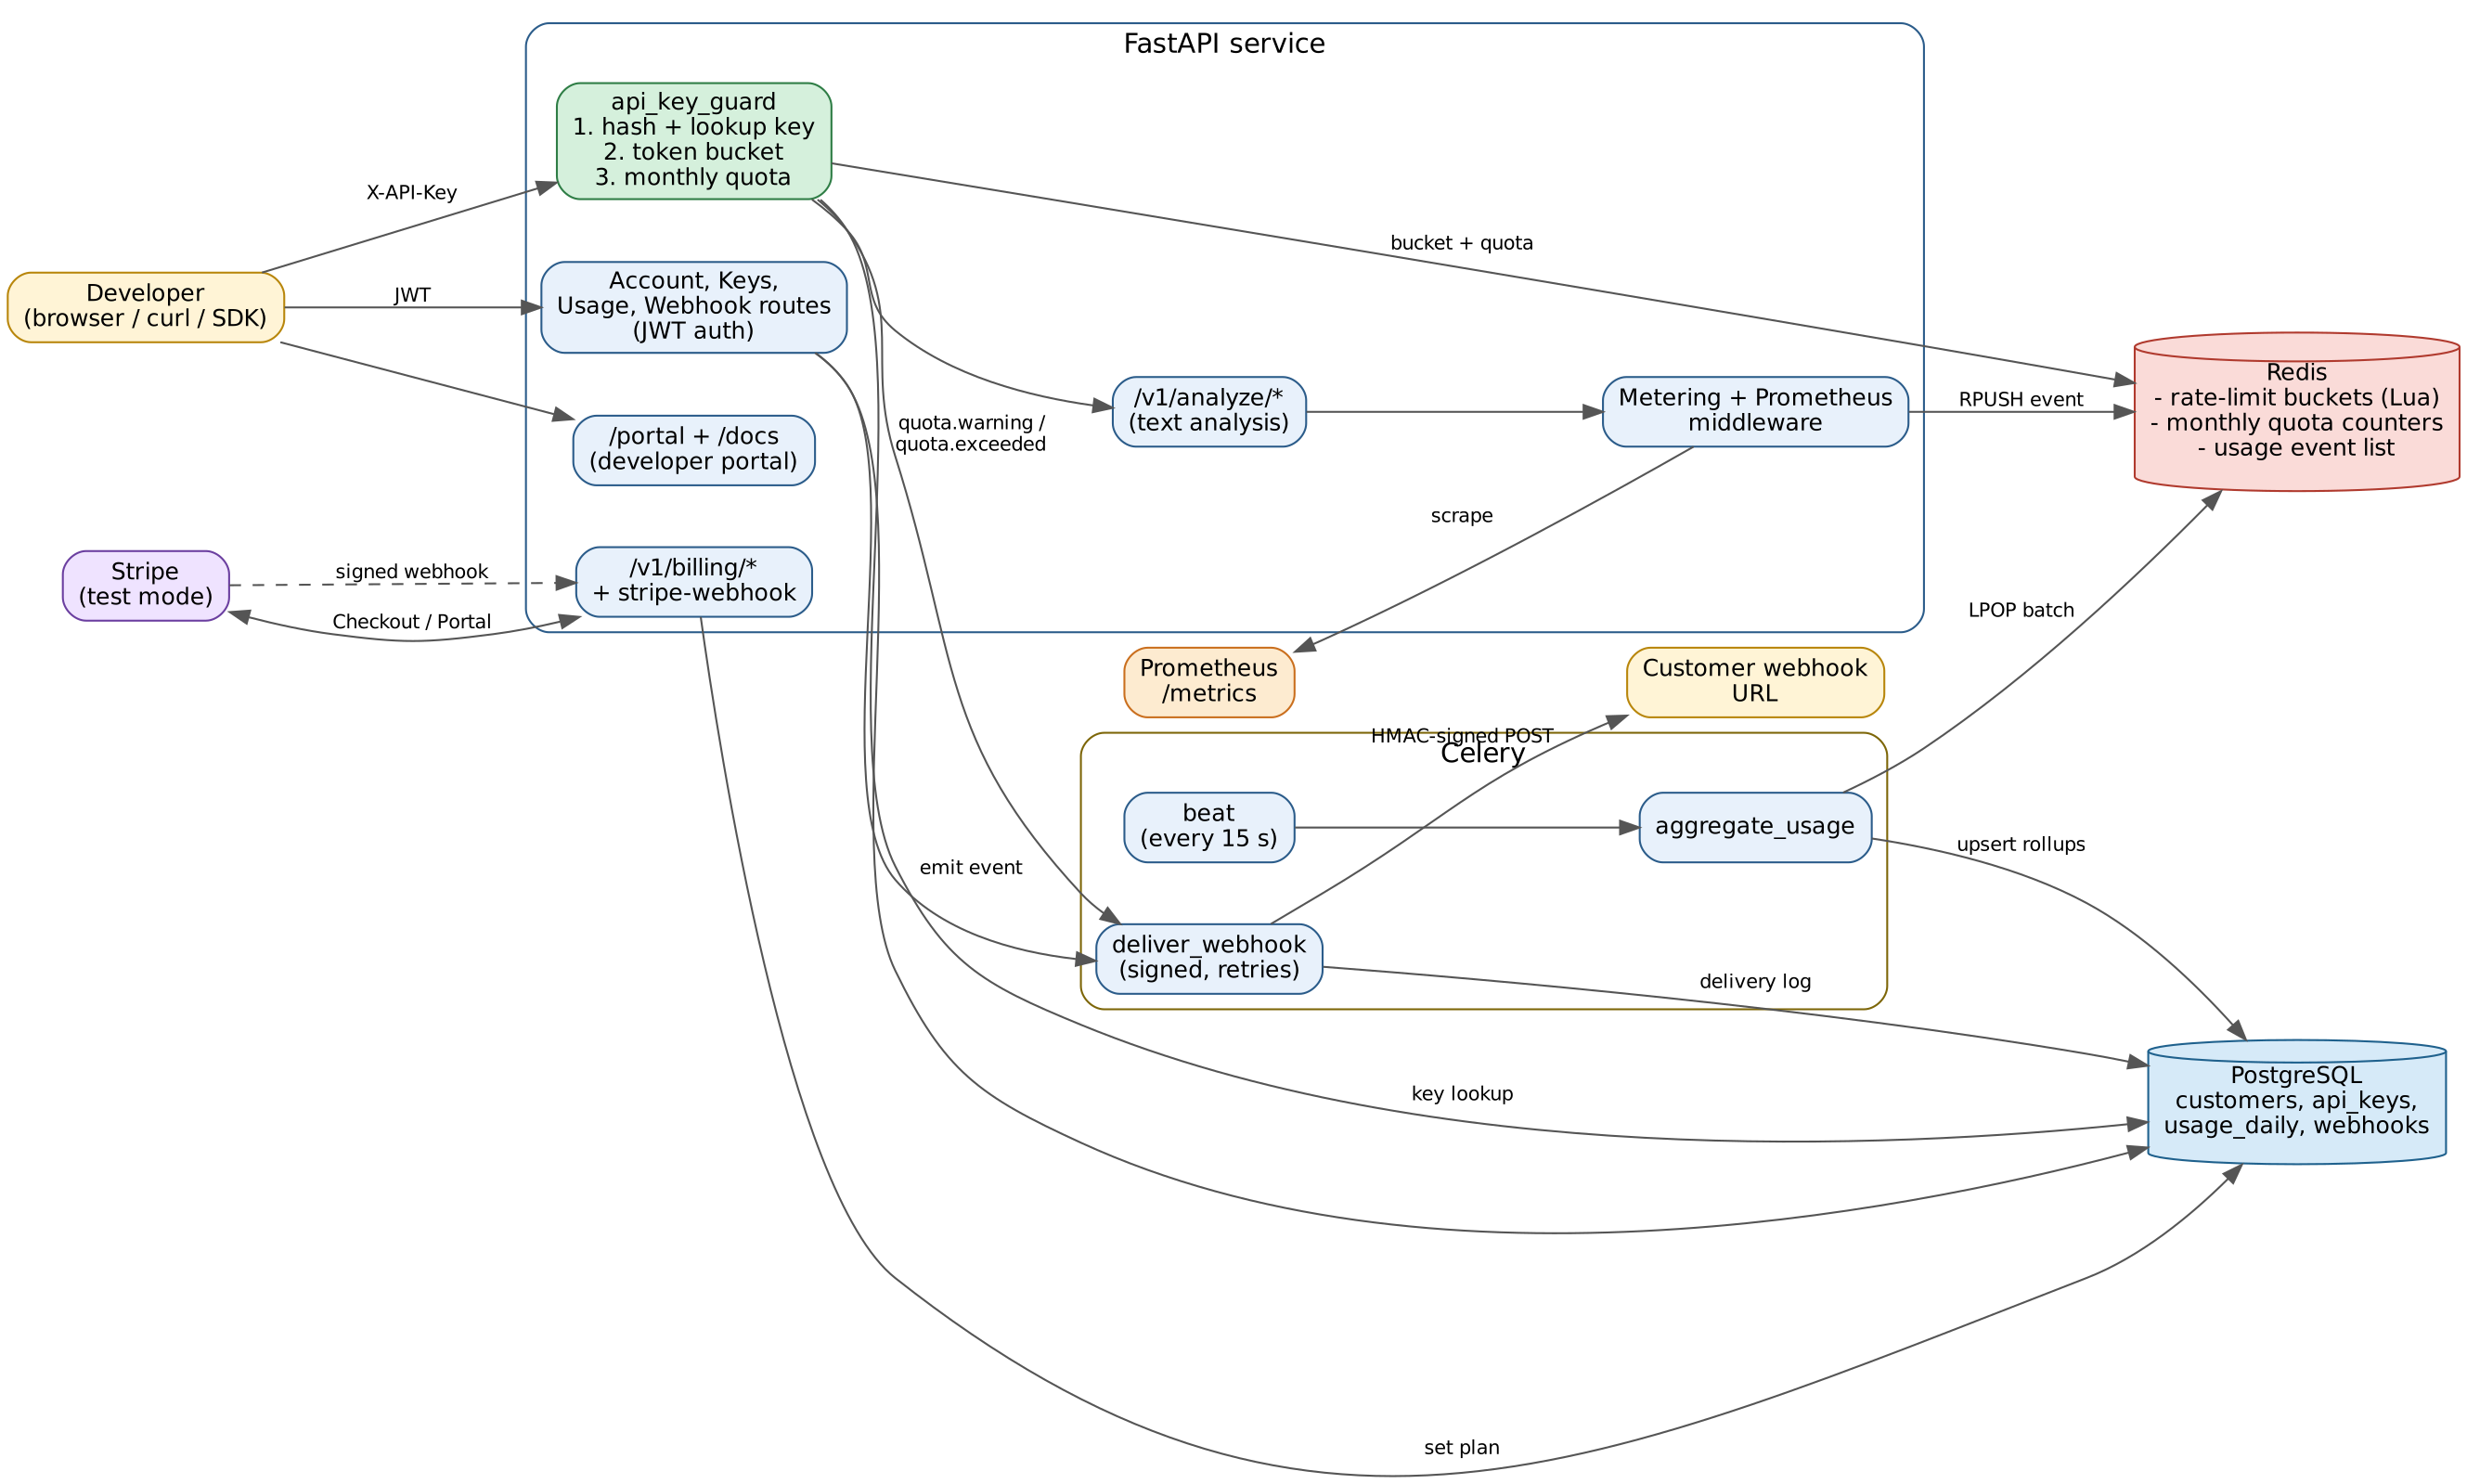 FastAPI service
api_key_guard
1. hash + lookup key
2. token bucket
3. monthly quota
X-API-Key
bucket + quota
Developer
(browser / curl / SDK)
JWT
Account, Keys,
Usage, Webhook routes
(JWT auth)
/portal + /docs
(developer portal)
quota.warning /
quota.exceeded
/v1/analyze/*
(text analysis)
Metering + Prometheus
middleware
RPUSH event
Redis
- rate-limit buckets (Lua)
- monthly quota counters
- usage event list
scrape
Stripe
(test mode)
signed webhook
Checkout / Portal
/v1/billing/*
+ stripe-webhook
LPOP batch
Prometheus
/metrics
Customer webhook
URL
HMAC-signed POST
Celery
beat
(every 15 s)
aggregate_usage
upsert rollups
emit event
deliver_webhook
(signed, retries)
delivery log
key lookup
PostgreSQL
customers, api_keys,
usage_daily, webhooks
set plan